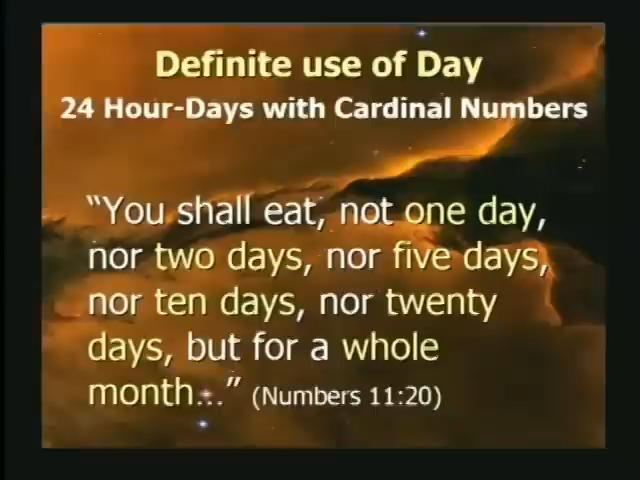 Definite use of Day
24 Hour-Days with Cardinal Numbers
“You shall eat, not one day,
nor two days, nor five days,
nor ten days, nor twenty
days, but for a whole
month...” (Numbers 11:20)